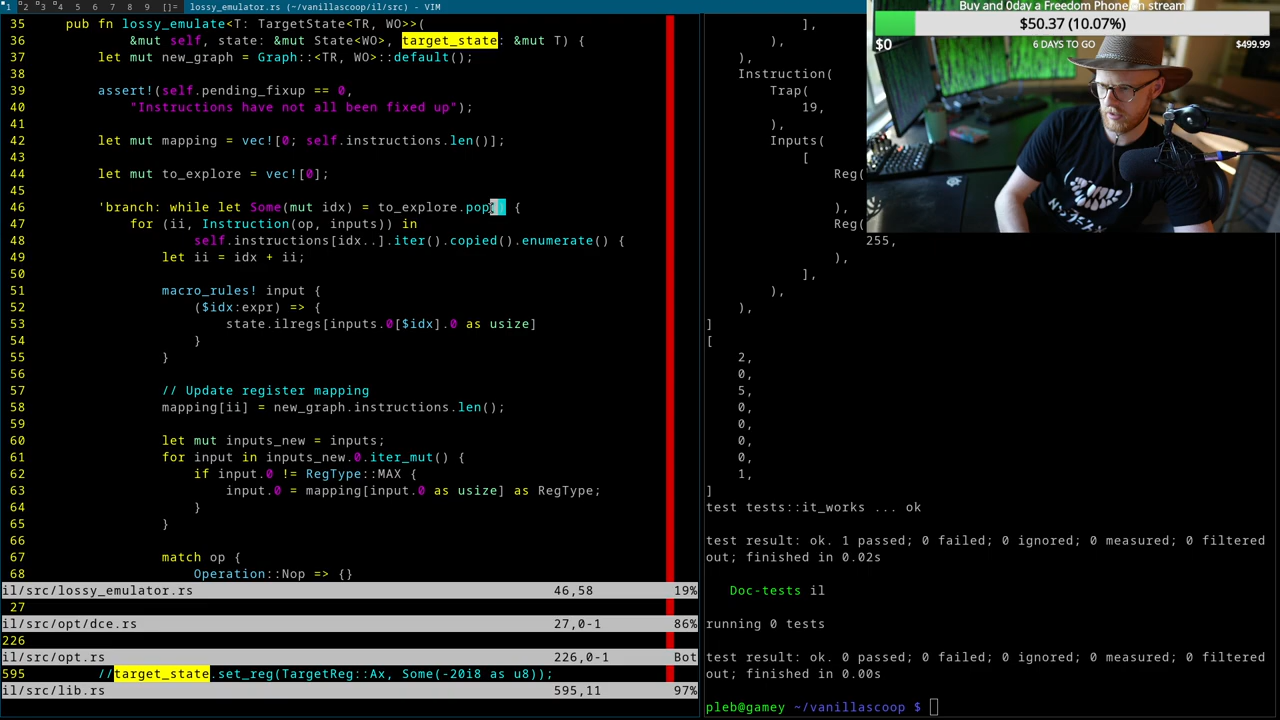 1 2 3 4 5 6 7 8 9 []= lossy_emulator.rs (~/vanillascoop/il/src) - VIM
35 pub fn lossy_emulate<T: TargetState<TR, WO>>(
36 &mut self, state: &mut State<WO>, target_state: &mut T) {
37 let mut new_graph = Graph::<TR, WO>::default();
38
39 assert!(self.pending_fixup == 0,
40 "Instructions have not all been fixed up");
41
42 let mut mapping = vec![0; self.instructions.len()];
43
44 let mut to_explore = vec![0];
45
46 'branch: while let Some(mut idx) = to_explore.pop() {
47 for (ii, Instruction(op, inputs)) in
48 self.instructions[idx..].iter().copied().enumerate() {
49 let ii = idx + ii;
50
51 macro_rules! input {
52 ($idx:expr) => {
53 state.ilregs[inputs.0[$idx].0 as usize]
54 }
55 }
56
57 // Update register mapping
58 mapping[ii] = new_graph.instructions.len();
59
60 let mut inputs_new = inputs;
61 for input in inputs_new.0.iter_mut() {
62 if input.0 != RegType::MAX {
63 input.0 = mapping[input.0 as usize] as RegType;
64 }
65 }
66
67 match op {
68 Operation::Nop => {}
il/src/lossy_emulator.rs 46,58 19%
27
il/src/opt/dce.rs 27,0-1 86%
226
il/src/opt.rs 226,0-1 Bot
595 //target_state.set_reg(TargetReg::Ax, Some(-20i8 as u8));
il/src/lib.rs 595,11 97%
],
),
),
Instruction(
Trap(
19,
),
Inputs(
[
Reg(
),
Reg(
255,
),
],
),
),
]
[
2,
0,
5,
0,
0,
0,
0,
1,
]
test tests::it_works ... ok
test result: ok. 1 passed; 0 failed; 0 ignored; 0 measured; 0 filtered
out; finished in 0.02s
Doc-tests il
running 0 tests
test result: ok. 0 passed; 0 failed; 0 ignored; 0 measured; 0 filtered
out; finished in 0.00s
pleb@gamey ~/vanillascoop $
Buy and 0day a Freedom Phone on stream
$50.37 (10.07%)
$0 6 DAYS TO GO $499.99